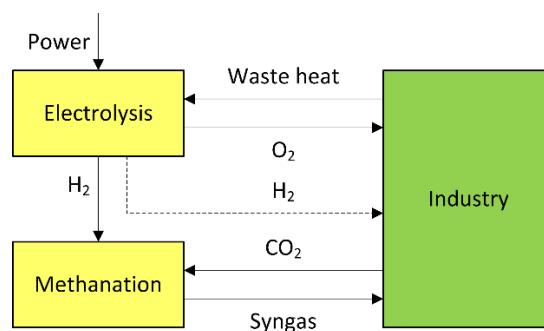 Power
Waste heat
Electrolysis
O₂
H₂
H₂
Industry
CO₂
Methanation
Syngas